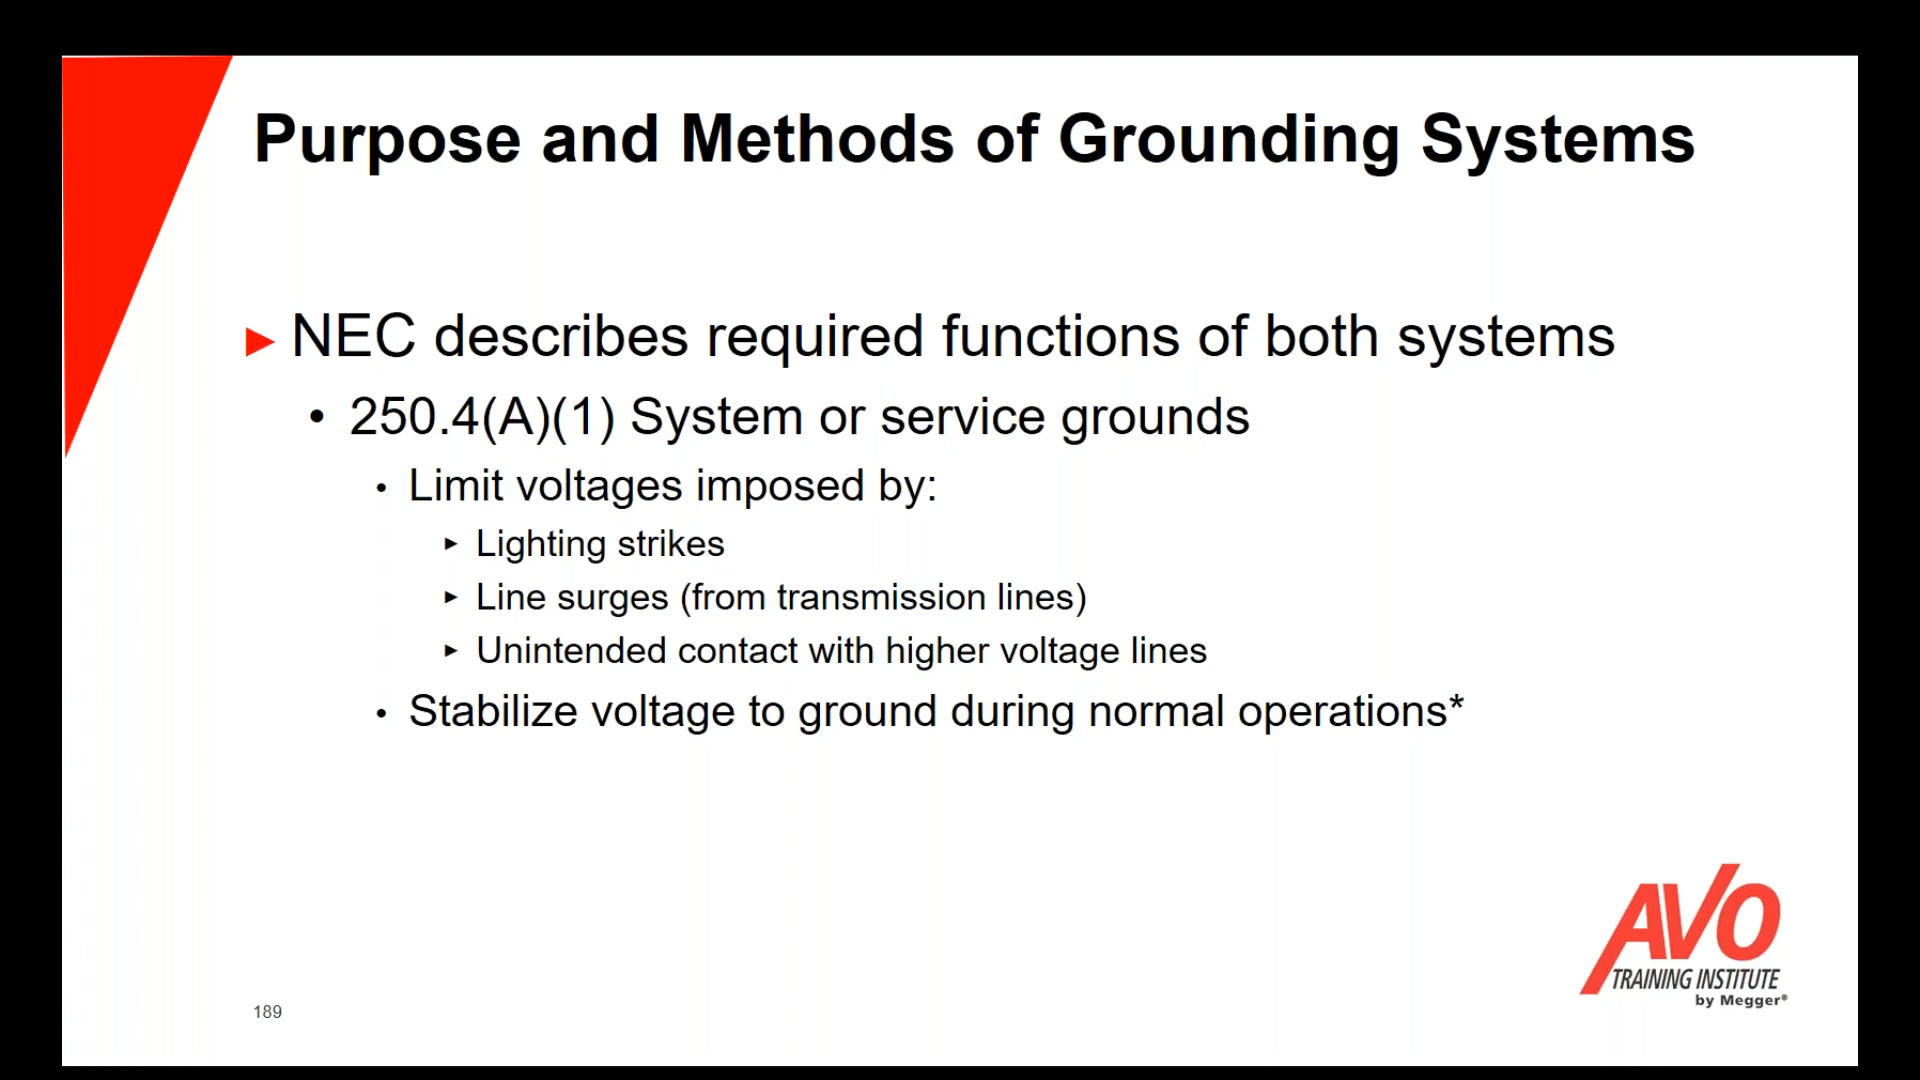 Purpose and Methods of Grounding Systems
► NEC describes required functions of both systems
• 250.4(A)(1) System or service grounds
• Limit voltages imposed by:
► Lighting strikes
► Line surges (from transmission lines)
► Unintended contact with higher voltage lines
• Stabilize voltage to ground during normal operations*
AVO
TRAINING INSTITUTE
by Megger®
189